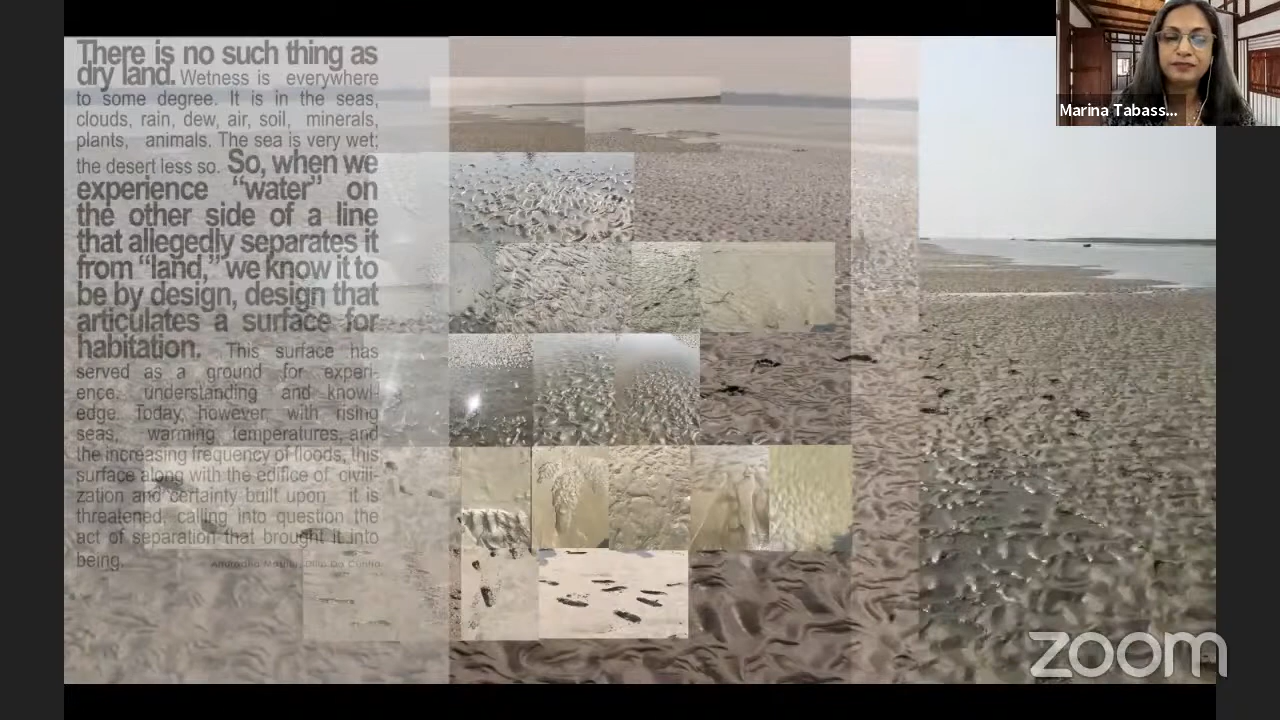 There is no such thing as
dry land. Wetness is everywhere
to some degree. It is in the seas,
clouds, rain, dew, air, soil, minerals,
plants, animals. The sea is very wet;
the desert less so. So, when we
experience “water” on
the other side of a line
that allegedly separates it
from “land,” we know it to
be by design, design that
articulates a surface for
habitation. This surface has
served as a ground for experi-
ence, understanding and knowl-
edge. Today, however, with rising
seas, warming temperatures, and
the increasing frequency of floods, this
surface along with the edifice of civili-
zation and certainty built upon it is
threatened, calling into question the
act of separation that brought it into
being.
Anuradha Mathur, Dilip Da Cunha
Marina Tabass...
zoom